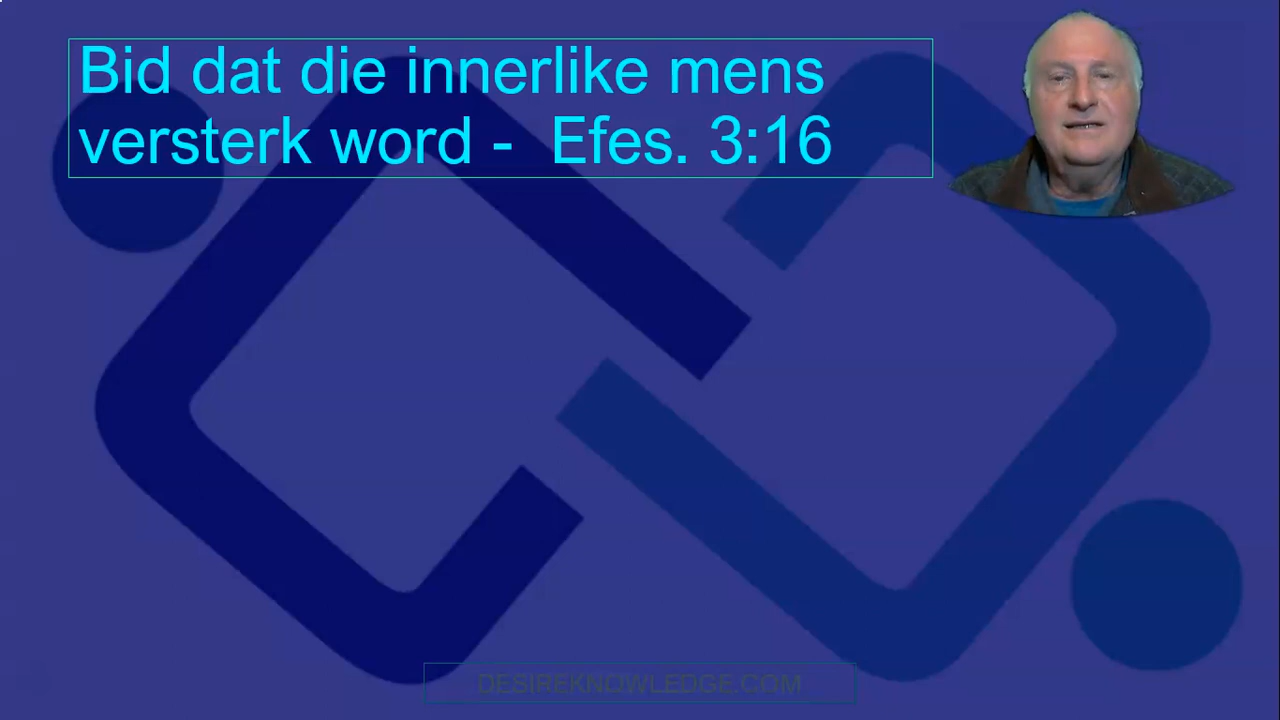 Bid dat die innerlike mens
versterk word -  Efes. 3:16
DESIREKNOWLEDGE.COM